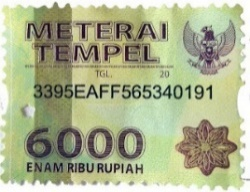 METERAI
TEMPEL
TGL. 20
3395EAFF565340191
6000
ENAM RIBU RUPIAH